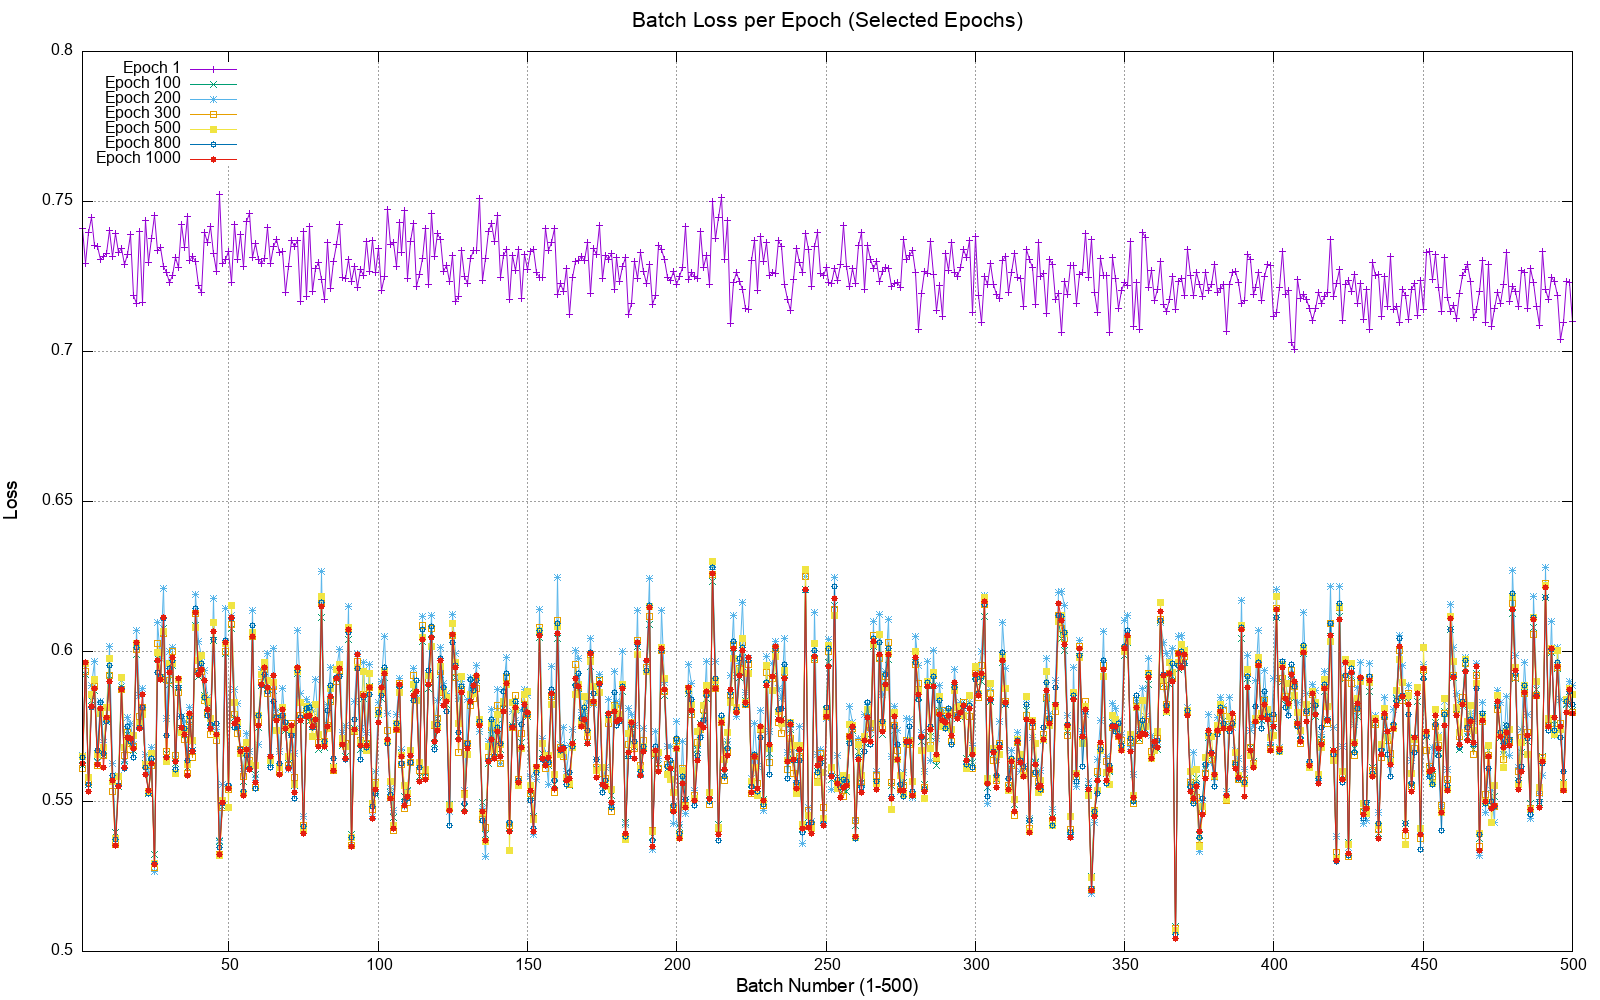 Batch Loss per Epoch (Selected Epochs)
0.8
Epoch 1
Epoch 100
Epoch 200
Epoch 300
Epoch 500
Epoch 800
Epoch 1000
0.75
0.7
0.65
0.6
0.55
0.5
Loss
50 100 150 200 250 300 350 400 450 500
Batch Number (1-500)